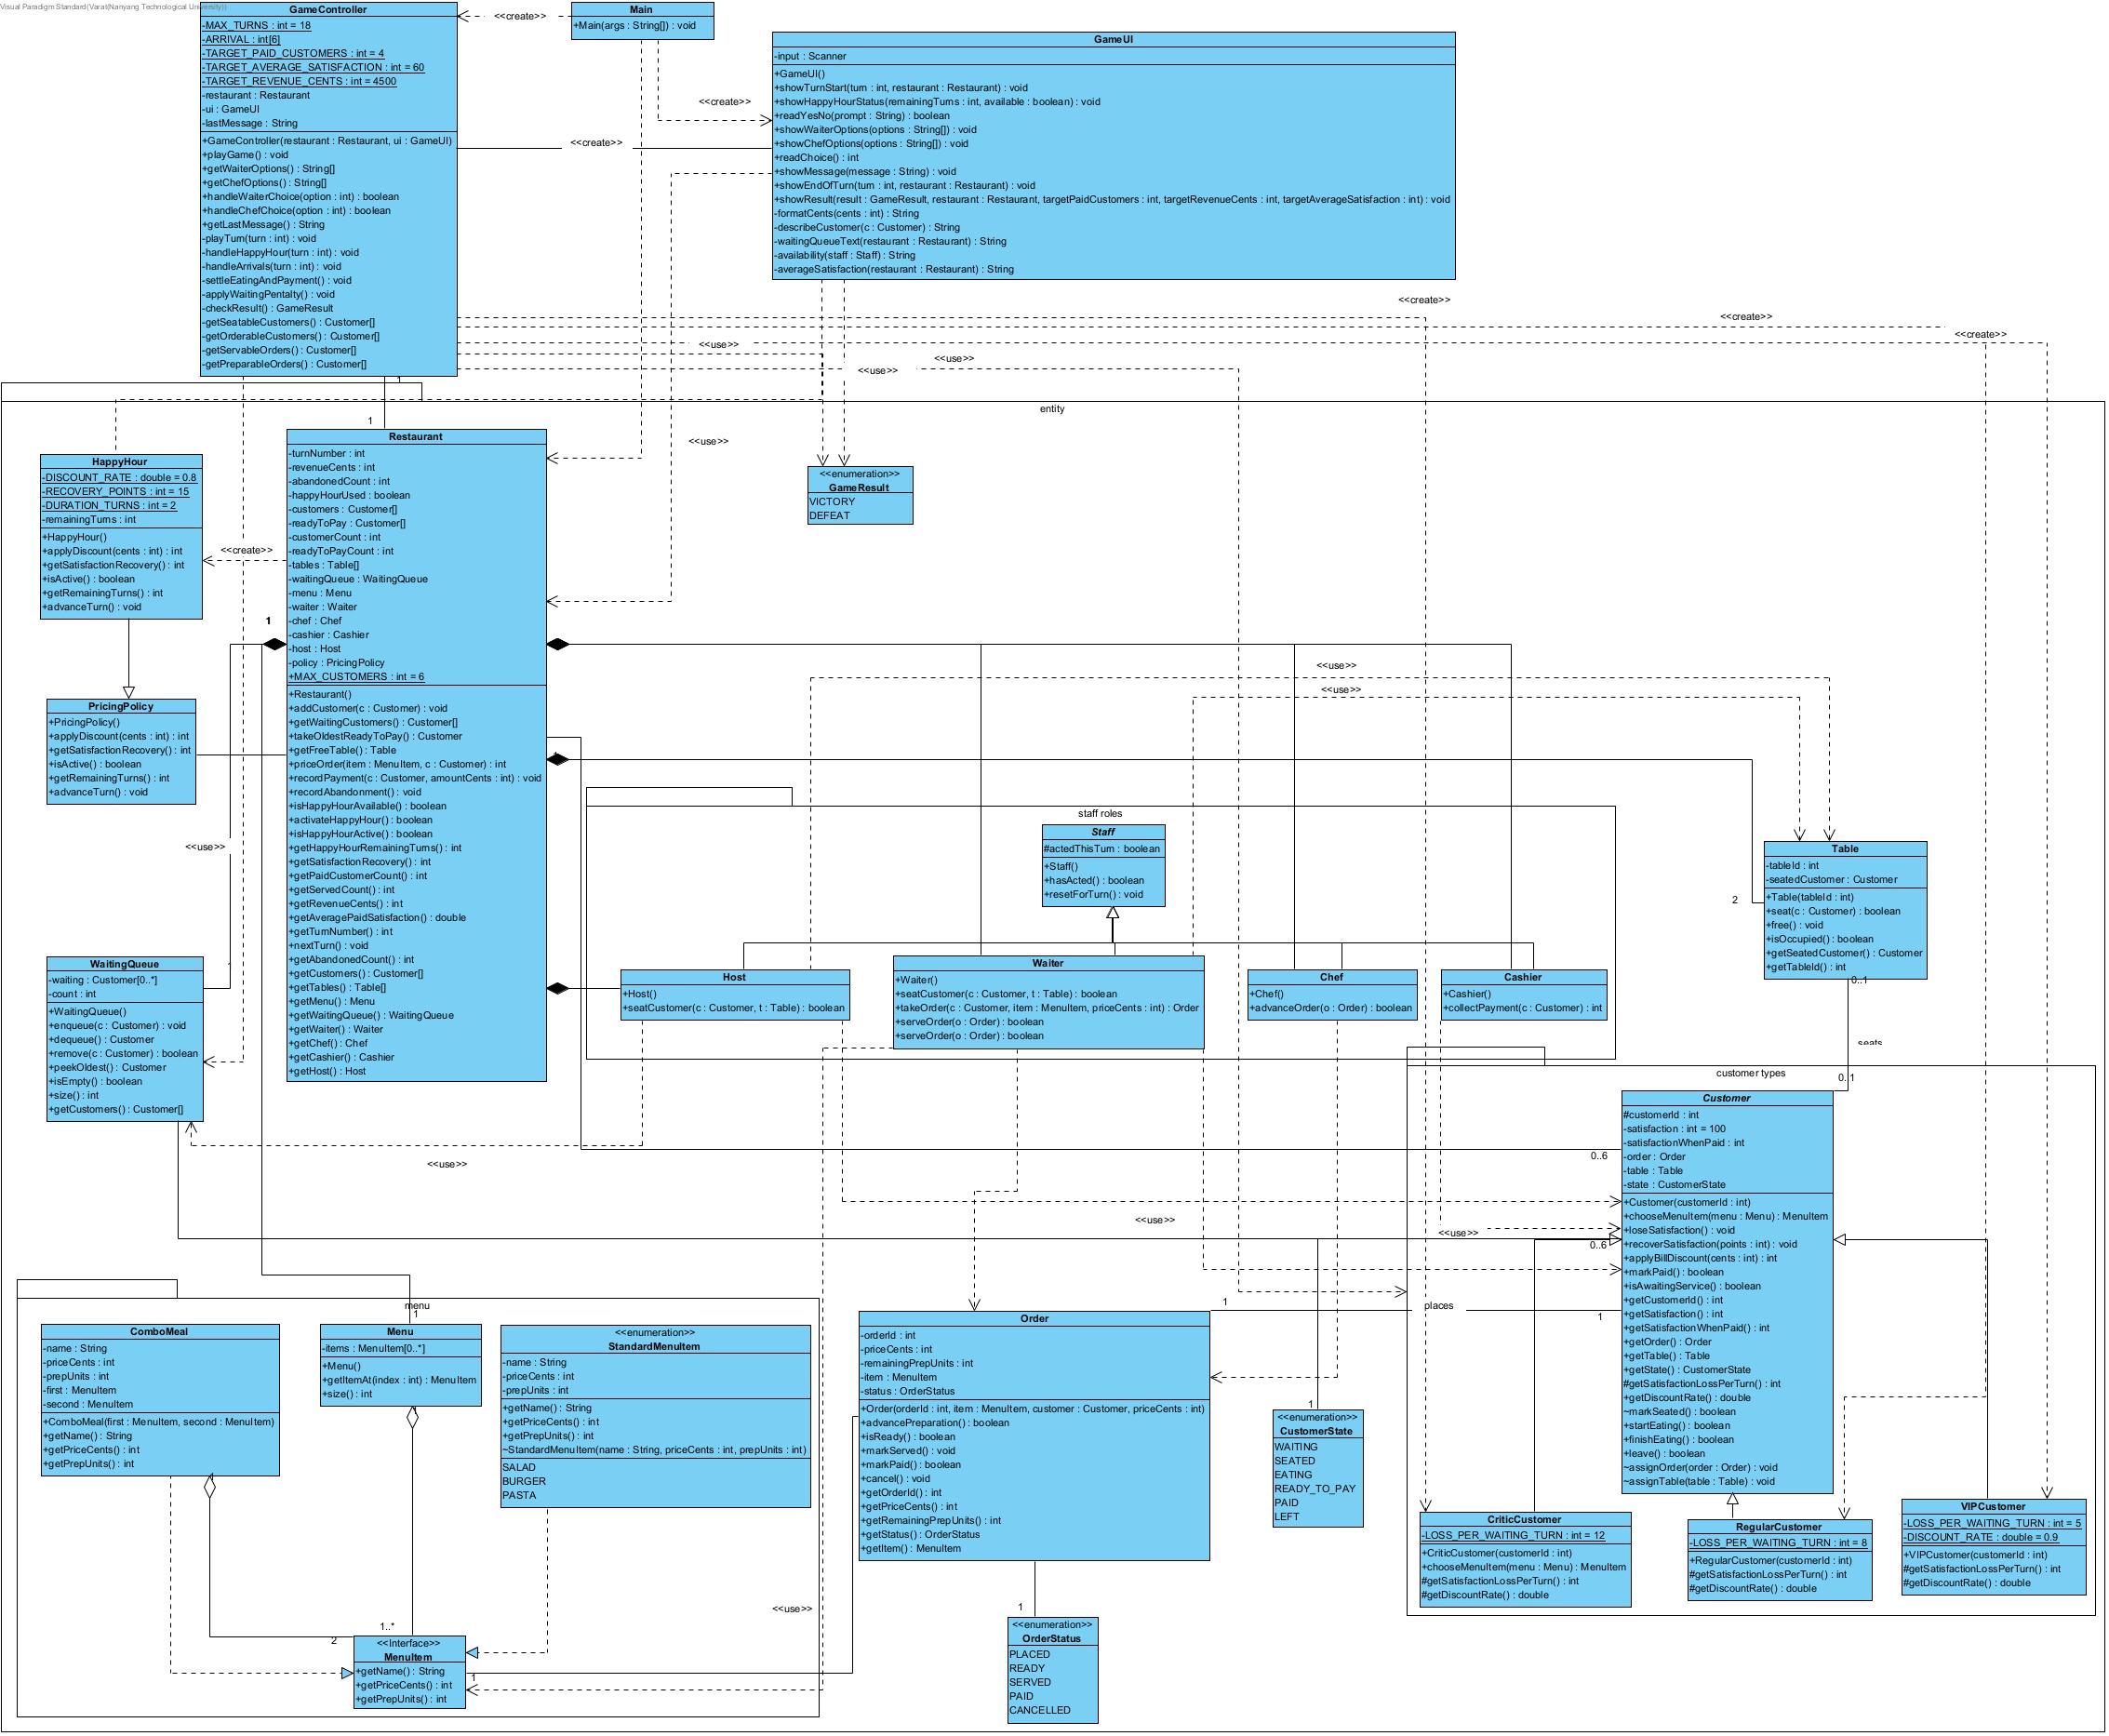 Visual Paradigm Standard(Varat(Nanyang Technological University))
GameController
-MAX_TURNS : int = 18
-ARRIVAL : int[6]
-TARGET_PAID_CUSTOMERS : int = 4
-TARGET_AVERAGE_SATISFACTION : int = 60
-TARGET_REVENUE_CENTS : int = 4500
-restaurant : Restaurant
-ui : GameUI
-lastMessage : String
+GameController(restaurant : Restaurant, ui : GameUI)
+playGame() : void
+getWaiterOptions() : String[]
+getChefOptions() : String[]
+handleWaiterChoice(option : int) : boolean
+handleChefChoice(option : int) : boolean
+getLastMessage() : String
-playTurn(turn : int) : void
-handleHappyHour(turn : int) : void
-handleArrivals(turn : int) : void
-settleEatingAndPayment() : void
-applyWaitingPentalty() : void
-checkResult() : GameResult
-getSeatableCustomers() : Customer[]
-getOrderableCustomers() : Customer[]
-getServableOrders() : Customer[]
-getPreparableOrders() : Customer[]
<<create>>
Main
+Main(args : String[]) : void
<<create>>
<<create>>
GameUI
-input : Scanner
+GameUI()
+showTurnStart(turn : int, restaurant : Restaurant) : void
+showHappyHourStatus(remainingTurns : int, available : boolean) : void
+readYesNo(prompt : String) : boolean
+showWaiterOptions(options : String[]) : void
+showChefOptions(options : String[]) : void
+readChoice() : int
+showMessage(message : String) : void
+showEndOfTurn(turn : int, restaurant : Restaurant) : void
+showResult(result : GameResult, restaurant : Restaurant, targetPaidCustomers : int, targetRevenueCents : int, targetAverageSatisfaction : int) : void
-formatCents(cents : int) : String
-describeCustomer(c : Customer) : String
-waitingQueueText(restaurant : Restaurant) : String
-availability(staff : Staff) : String
-averageSatisfaction(restaurant : Restaurant) : String
<<create>>
<<create>>
<<create>>
<<use>>
<<use>>
<<use>>
1
entity
1
<<use>>
HappyHour
-DISCOUNT_RATE : double = 0.8
-RECOVERY_POINTS : int = 15
-DURATION_TURNS : int = 2
-remainingTurns : int
+HappyHour()
+applyDiscount(cents : int) : int
+getSatisfactionRecovery() : int
+isActive() : boolean
+getRemainingTurns() : int
+advanceTurn() : void
<<create>>
Restaurant
-turnNumber : int
-revenueCents : int
-abandonedCount : int
-happyHourUsed : boolean
-customers : Customer[]
-readyToPay : Customer[]
-customerCount : int
-readyToPayCount : int
-tables : Table[]
-waitingQueue : WaitingQueue
-menu : Menu
-waiter : Waiter
-chef : Chef
-cashier : Cashier
-host : Host
-policy : PricingPolicy
+MAX_CUSTOMERS : int = 6
+Restaurant()
+addCustomer(c : Customer) : void
+getWaitingCustomers() : Customer[]
+takeOldestReadyToPay() : Customer
+getFreeTable() : Table
+priceOrder(item : MenuItem, c : Customer) : int
+recordPayment(c : Customer, amountCents : int) : void
+recordAbandonment() : void
+isHappyHourAvailable() : boolean
+activateHappyHour() : boolean
+isHappyHourActive() : boolean
+getHappyHourRemainingTurns() : int
+getSatisfactionRecovery() : int
+getPaidCustomerCount() : int
+getServedCount() : int
+getRevenueCents() : int
+getAveragePaidSatisfaction() : double
+getTurnNumber() : int
+nextTurn() : void
+getAbandonedCount() : int
+getCustomers() : Customer[]
+getTables() : Table[]
+getMenu() : Menu
+getWaitingQueue() : WaitingQueue
+getWaiter() : Waiter
+getChef() : Chef
+getCashier() : Cashier
+getHost() : Host
<<enumeration>>
GameResult
VICTORY
DEFEAT
1
<<use>>
<<use>>
PricingPolicy
+PricingPolicy()
+applyDiscount(cents : int) : int
+getSatisfactionRecovery() : int
+isActive() : boolean
+getRemainingTurns() : int
+advanceTurn() : void
<<use>>
staff roles
Staff
#actedThisTurn : boolean
+Staff()
+hasActed() : boolean
+resetForTurn() : void
Host
+Host()
+seatCustomer(c : Customer, t : Table) : boolean
Waiter
+Waiter()
+seatCustomer(c : Customer, t : Table) : boolean
+takeOrder(c : Customer, item : MenuItem, priceCents : int) : Order
+serveOrder(o : Order) : boolean
+serveOrder(o : Order) : boolean
Chef
+Chef()
+advanceOrder(o : Order) : boolean
Cashier
+Cashier()
+collectPayment(c : Customer) : int
2
Table
-tableId : int
-seatedCustomer : Customer
+Table(tableId : int)
+seat(c : Customer) : boolean
+free() : void
+isOccupied() : boolean
+getSeatedCustomer() : Customer
+getTableId() : int
0..1
seats
0..1
WaitingQueue
-waiting : Customer[0..*]
-count : int
+WaitingQueue()
+enqueue(c : Customer) : void
+dequeue() : Customer
+remove(c : Customer) : boolean
+peekOldest() : Customer
+isEmpty() : boolean
+size() : int
+getCustomers() : Customer[]
<<use>>
customer types
Customer
#customerId : int
-satisfaction : int = 100
-satisfactionWhenPaid : int
-order : Order
-table : Table
-state : CustomerState
+Customer(customerId : int)
+chooseMenuItem(menu : Menu) : MenuItem
+loseSatisfaction() : void
+recoverSatisfaction(points : int) : void
+applyBillDiscount(cents : int) : int
+markPaid() : boolean
+isAwaitingService() : boolean
+getCustomerId() : int
+getSatisfaction() : int
+getSatisfactionWhenPaid() : int
+getOrder() : Order
+getTable() : Table
+getState() : CustomerState
#getSatisfactionLossPerTurn() : int
+getDiscountRate() : double
~markSeated() : boolean
+startEating() : boolean
+finishEating() : boolean
+leave() : boolean
~assignOrder(order : Order) : void
~assignTable(table : Table) : void
0..6
<<use>>
<<use>>
0..6
menu
1
ComboMeal
-name : String
-priceCents : int
-prepUnits : int
-first : MenuItem
-second : MenuItem
+ComboMeal(first : MenuItem, second : MenuItem)
+getName() : String
+getPriceCents() : int
+getPrepUnits() : int
Menu
-items : MenuItem[0..*]
+Menu()
+getItemAt(index : int) : MenuItem
+size() : int
<<enumeration>>
StandardMenuItem
-name : String
-priceCents : int
-prepUnits : int
+getName() : String
+getPriceCents() : int
+getPrepUnits() : int
~StandardMenuItem(name : String, priceCents : int, prepUnits : int)
SALAD
BURGER
PASTA
1
places
1
Order
-orderId : int
-priceCents : int
-remainingPrepUnits : int
-item : MenuItem
-status : OrderStatus
+Order(orderId : int, item : MenuItem, customer : Customer, priceCents : int)
+advancePreparation() : boolean
+isReady() : boolean
+markServed() : void
+markPaid() : boolean
+cancel() : void
+getOrderId() : int
+getPriceCents() : int
+getRemainingPrepUnits() : int
+getStatus() : OrderStatus
+getItem() : MenuItem
1
<<enumeration>>
CustomerState
WAITING
SEATED
EATING
READY_TO_PAY
PAID
LEFT
CriticCustomer
-LOSS_PER_WAITING_TURN : int = 12
+CriticCustomer(customerId : int)
+chooseMenuItem(menu : Menu) : MenuItem
#getSatisfactionLossPerTurn() : int
#getDiscountRate() : double
RegularCustomer
-LOSS_PER_WAITING_TURN : int = 8
+RegularCustomer(customerId : int)
#getSatisfactionLossPerTurn() : int
#getDiscountRate() : double
VIPCustomer
-LOSS_PER_WAITING_TURN : int = 5
-DISCOUNT_RATE : double = 0.9
+VIPCustomer(customerId : int)
#getSatisfactionLossPerTurn() : int
#getDiscountRate() : double
<<use>>
1
<<enumeration>>
OrderStatus
PLACED
READY
SERVED
PAID
CANCELLED
1..*
2
<<Interface>>
MenuItem
+getName() : String
+getPriceCents() : int
+getPrepUnits() : int
1